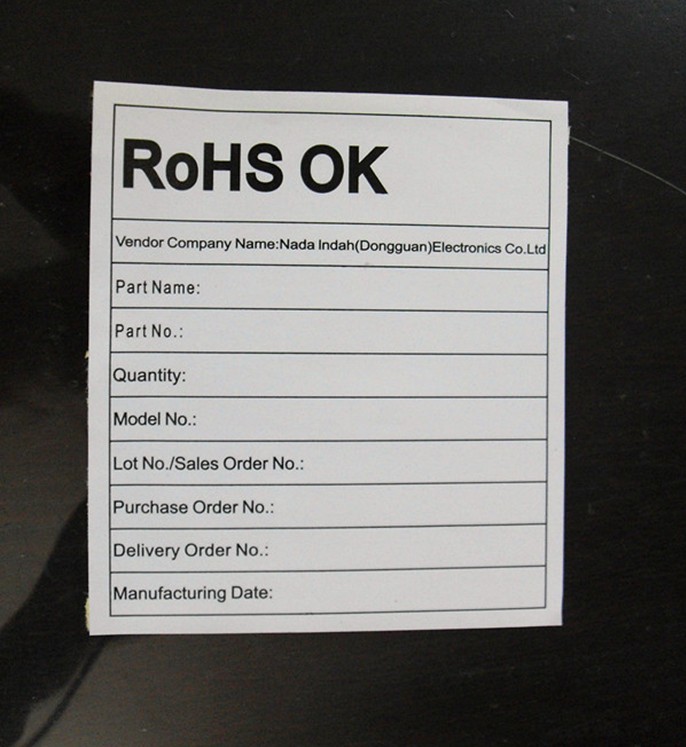 RoHS OK
Vendor Company Name:Nada Indah(Dongguan)Electronics Co.Ltd
Part Name:
Part No.:
Quantity:
Model No.:
Lot No./Sales Order No.:
Purchase Order No.:
Delivery Order No.:
Manufacturing Date: